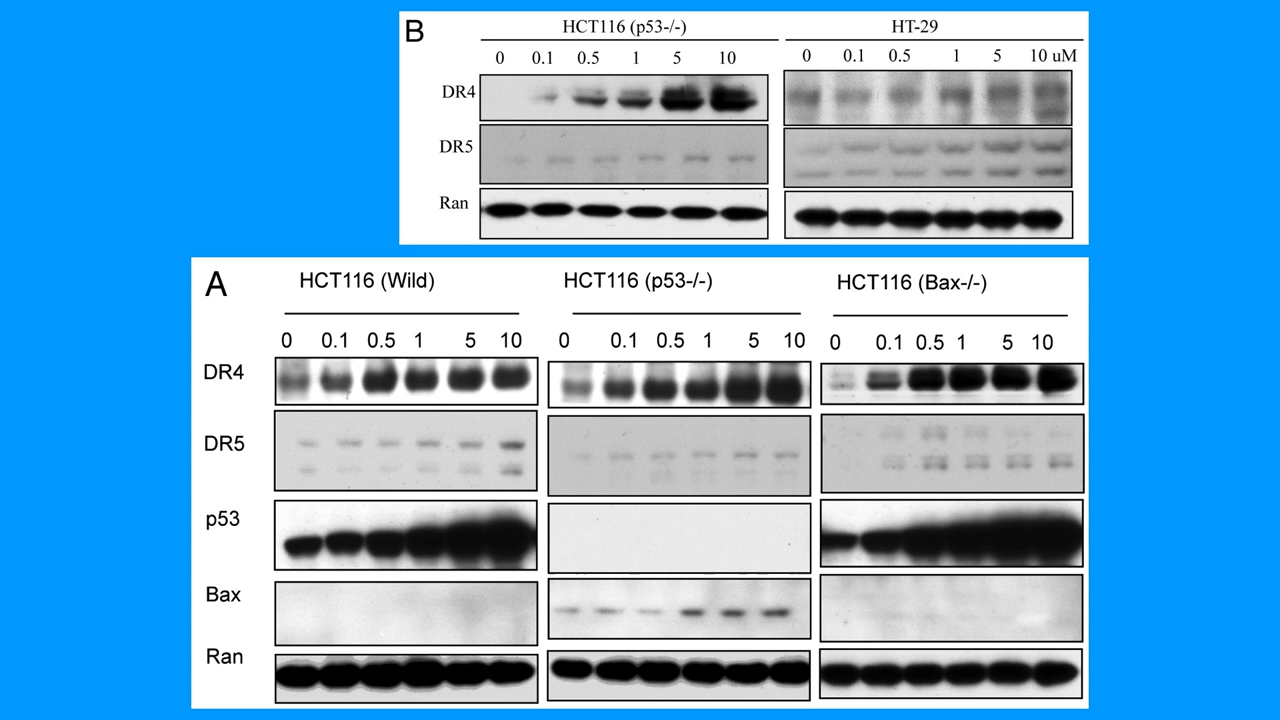 B
HCT116 (p53-/-) HT-29
0 0.1 0.5 1 5 10 0 0.1 0.5 1 5 10 uM
DR4
DR5
Ran
A
HCT116 (Wild) HCT116 (p53-/-) HCT116 (Bax-/-)
0 0.1 0.5 1 5 10 0 0.1 0.5 1 5 10 0 0.1 0.5 1 5 10
DR4
DR5
p53
Bax
Ran